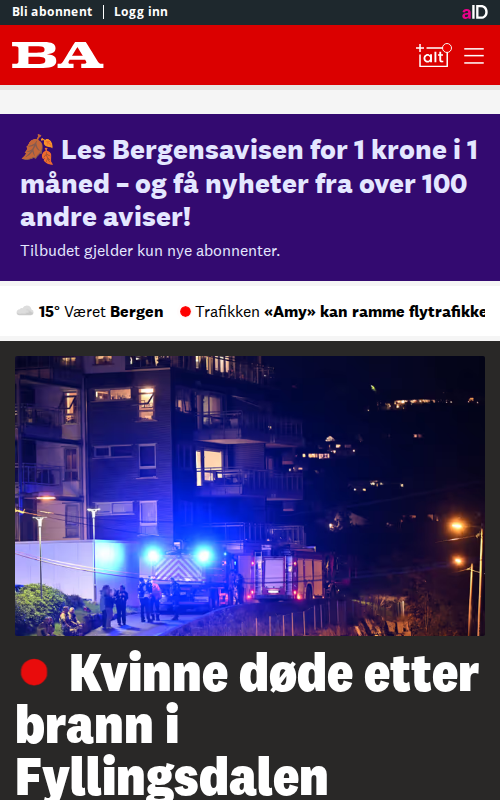 Bli abonnent | Logg inn aID
BA +alt
🍂 Les Bergensavisen for 1 krone i 1
måned – og få nyheter fra over 100
andre aviser!
Tilbudet gjelder kun nye abonnenter.
15° Været Bergen Trafikken «Amy» kan ramme flytrafikke
Kvinne døde etter
brann i
Fyllingsdalen